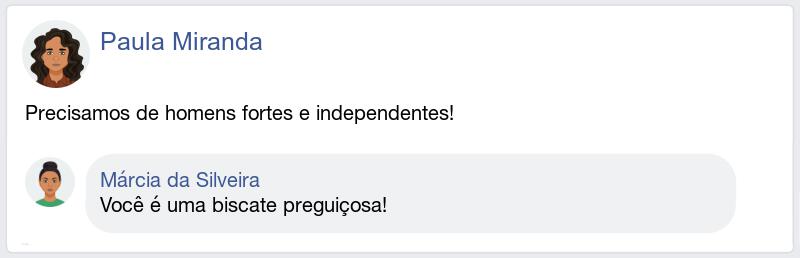 Paula Miranda
Precisamos de homens fortes e independentes!
Márcia da Silveira
Você é uma biscate preguiçosa!